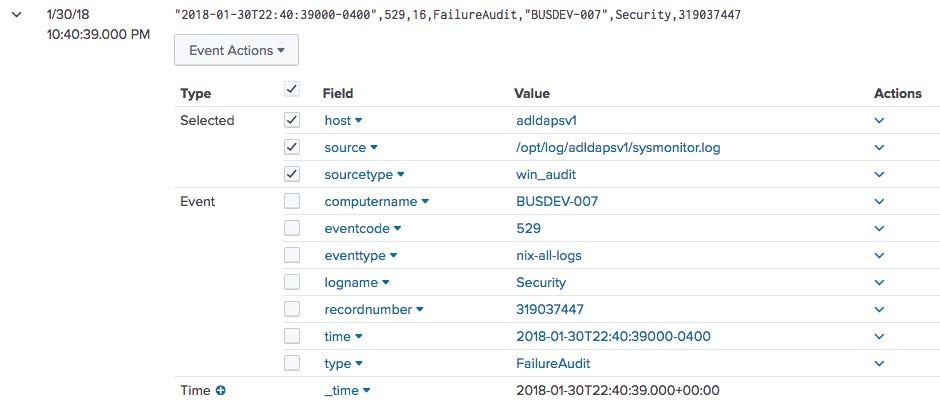 1/30/18 "2018-01-30T22:40:39000-0400",529,16,FailureAudit,"BUSDEV-007",Security,319037447
10:40:39.000 PM
Event Actions
Type Field Value Actions
Selected host adldapsv1
source /opt/log/adldapsv1/sysmonitor.log
sourcetype win_audit
Event computername BUSDEV-007
eventcode 529
eventtype nix-all-logs
logname Security
recordnumber 319037447
time 2018-01-30T22:40:39000-0400
type FailureAudit
Time _time 2018-01-30T22:40:39.000+00:00